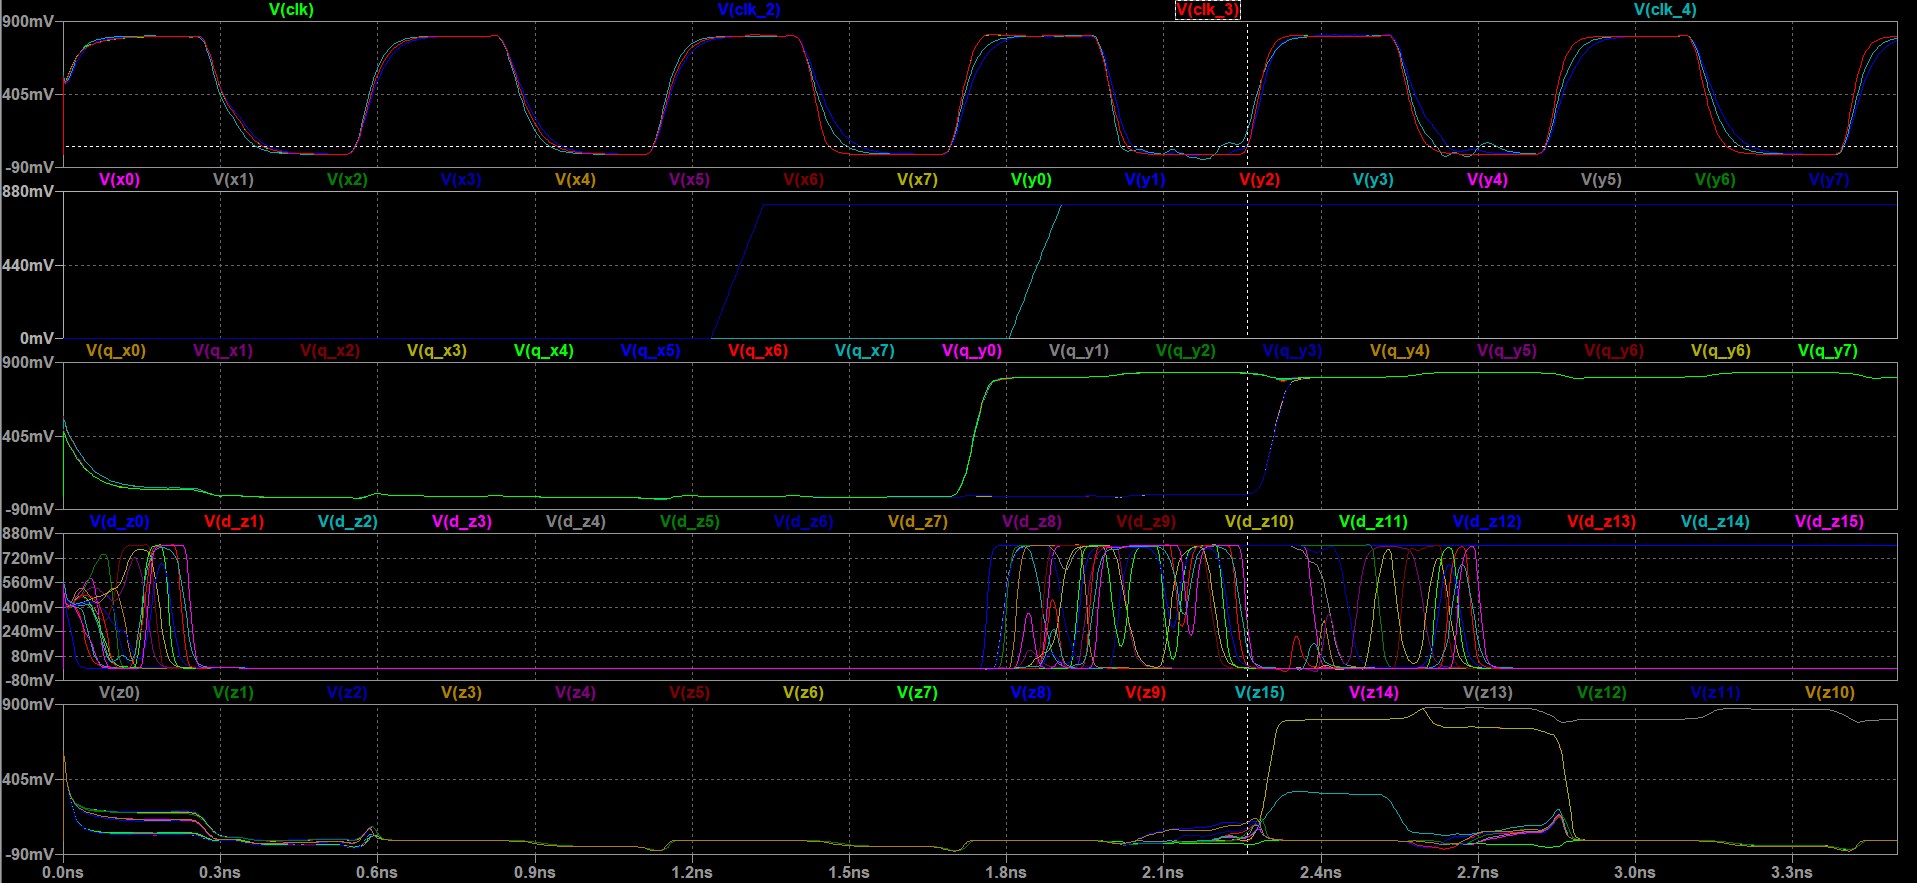 V(clk) V(clk_2) V(clk_3) V(clk_4)
900mV
405mV
-90mV
V(x0) V(x1) V(x2) V(x3) V(x4) V(x5) V(x6) V(x7) V(y0) V(y1) V(y2) V(y3) V(y4) V(y5) V(y6) V(y7)
880mV
440mV
0mV
V(q_x0) V(q_x1) V(q_x2) V(q_x3) V(q_x4) V(q_x5) V(q_x6) V(q_x7) V(q_y0) V(q_y1) V(q_y2) V(q_y3) V(q_y4) V(q_y5) V(q_y6) V(q_y6) V(q_y7)
900mV
405mV
-90mV
V(d_z0) V(d_z1) V(d_z2) V(d_z3) V(d_z4) V(d_z5) V(d_z6) V(d_z7) V(d_z8) V(d_z9) V(d_z10) V(d_z11) V(d_z12) V(d_z13) V(d_z14) V(d_z15)
880mV
720mV
560mV
400mV
240mV
80mV
-80mV
V(z0) V(z1) V(z2) V(z3) V(z4) V(z5) V(z6) V(z7) V(z8) V(z9) V(z15) V(z14) V(z13) V(z12) V(z11) V(z10)
900mV
405mV
-90mV
0.0ns 0.3ns 0.6ns 0.9ns 1.2ns 1.5ns 1.8ns 2.1ns 2.4ns 2.7ns 3.0ns 3.3ns